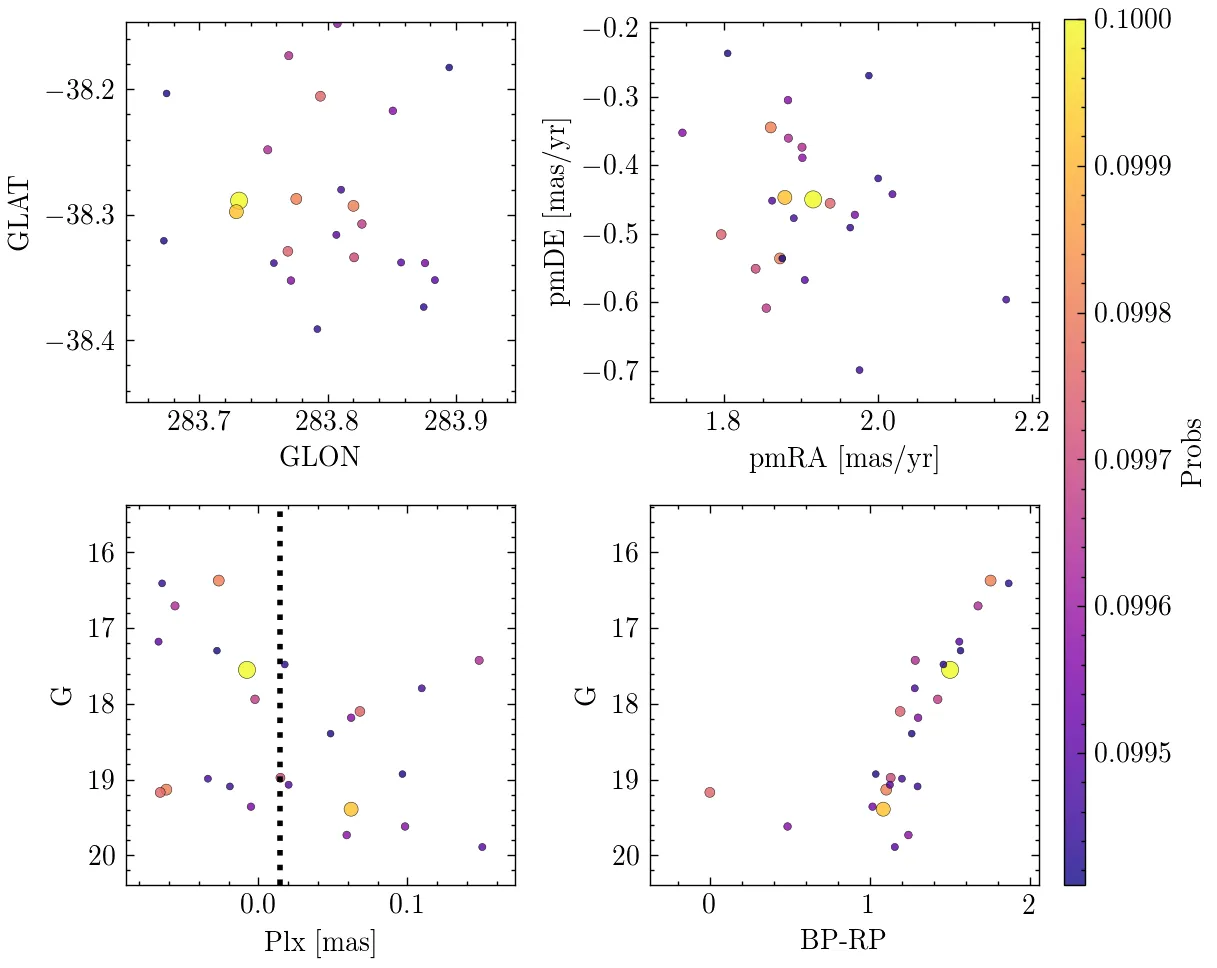 −38.2
−38.3
−38.4
GLAT
283.7 283.8 283.9
GLON
−0.2
−0.3
−0.4
−0.5
−0.6
−0.7
pmDE [mas/yr]
1.8 2.0 2.2
pmRA [mas/yr]
0.1000
0.0999
0.0998
0.0997
0.0996
0.0995
Probs
16
17
18
19
20
G
0.0 0.1
Plx [mas]
16
17
18
19
20
G
0 1 2
BP-RP